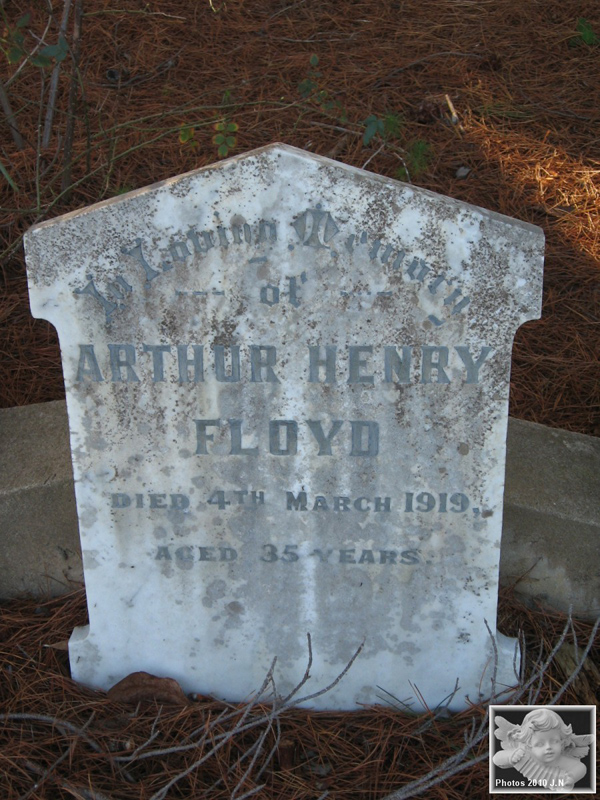 In Loving Memory
of
ARTHUR HENRY
FLOYD
DIED 4TH MARCH 1919,
AGED 35 YEARS.
Photos 2010 J.N